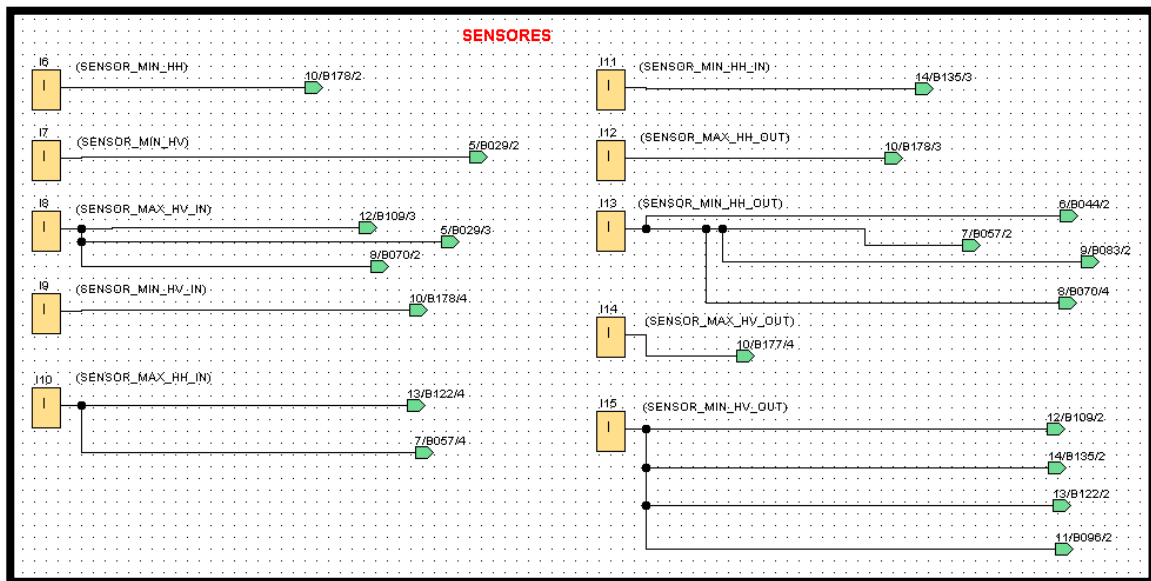 SENSORES
I6 (SENSOR_MIN_HH)
I
10/B178/2
I7 (SENSOR_MIN_HV)
I
5/B029/2
I8 (SENSOR_MAX_HV_IN)
I
12/B109/3
5/B029/3
8/B070/2
I9 (SENSOR_MIN_HV_IN)
I
10/B178/4
I10 (SENSOR_MAX_HH_IN)
I
13/B122/4
7/B057/4
I11 (SENSOR_MIN_HH_IN)
I
14/B135/3
I12 (SENSOR_MAX_HH_OUT)
I
10/B178/3
I13 (SENSOR_MIN_HH_OUT)
I
6/B044/2
7/B057/2
9/B083/2
8/B070/4
I14 (SENSOR_MAX_HV_OUT)
I
10/B177/4
I15 (SENSOR_MIN_HV_OUT)
I
12/B109/2
14/B135/2
13/B122/2
11/B096/2